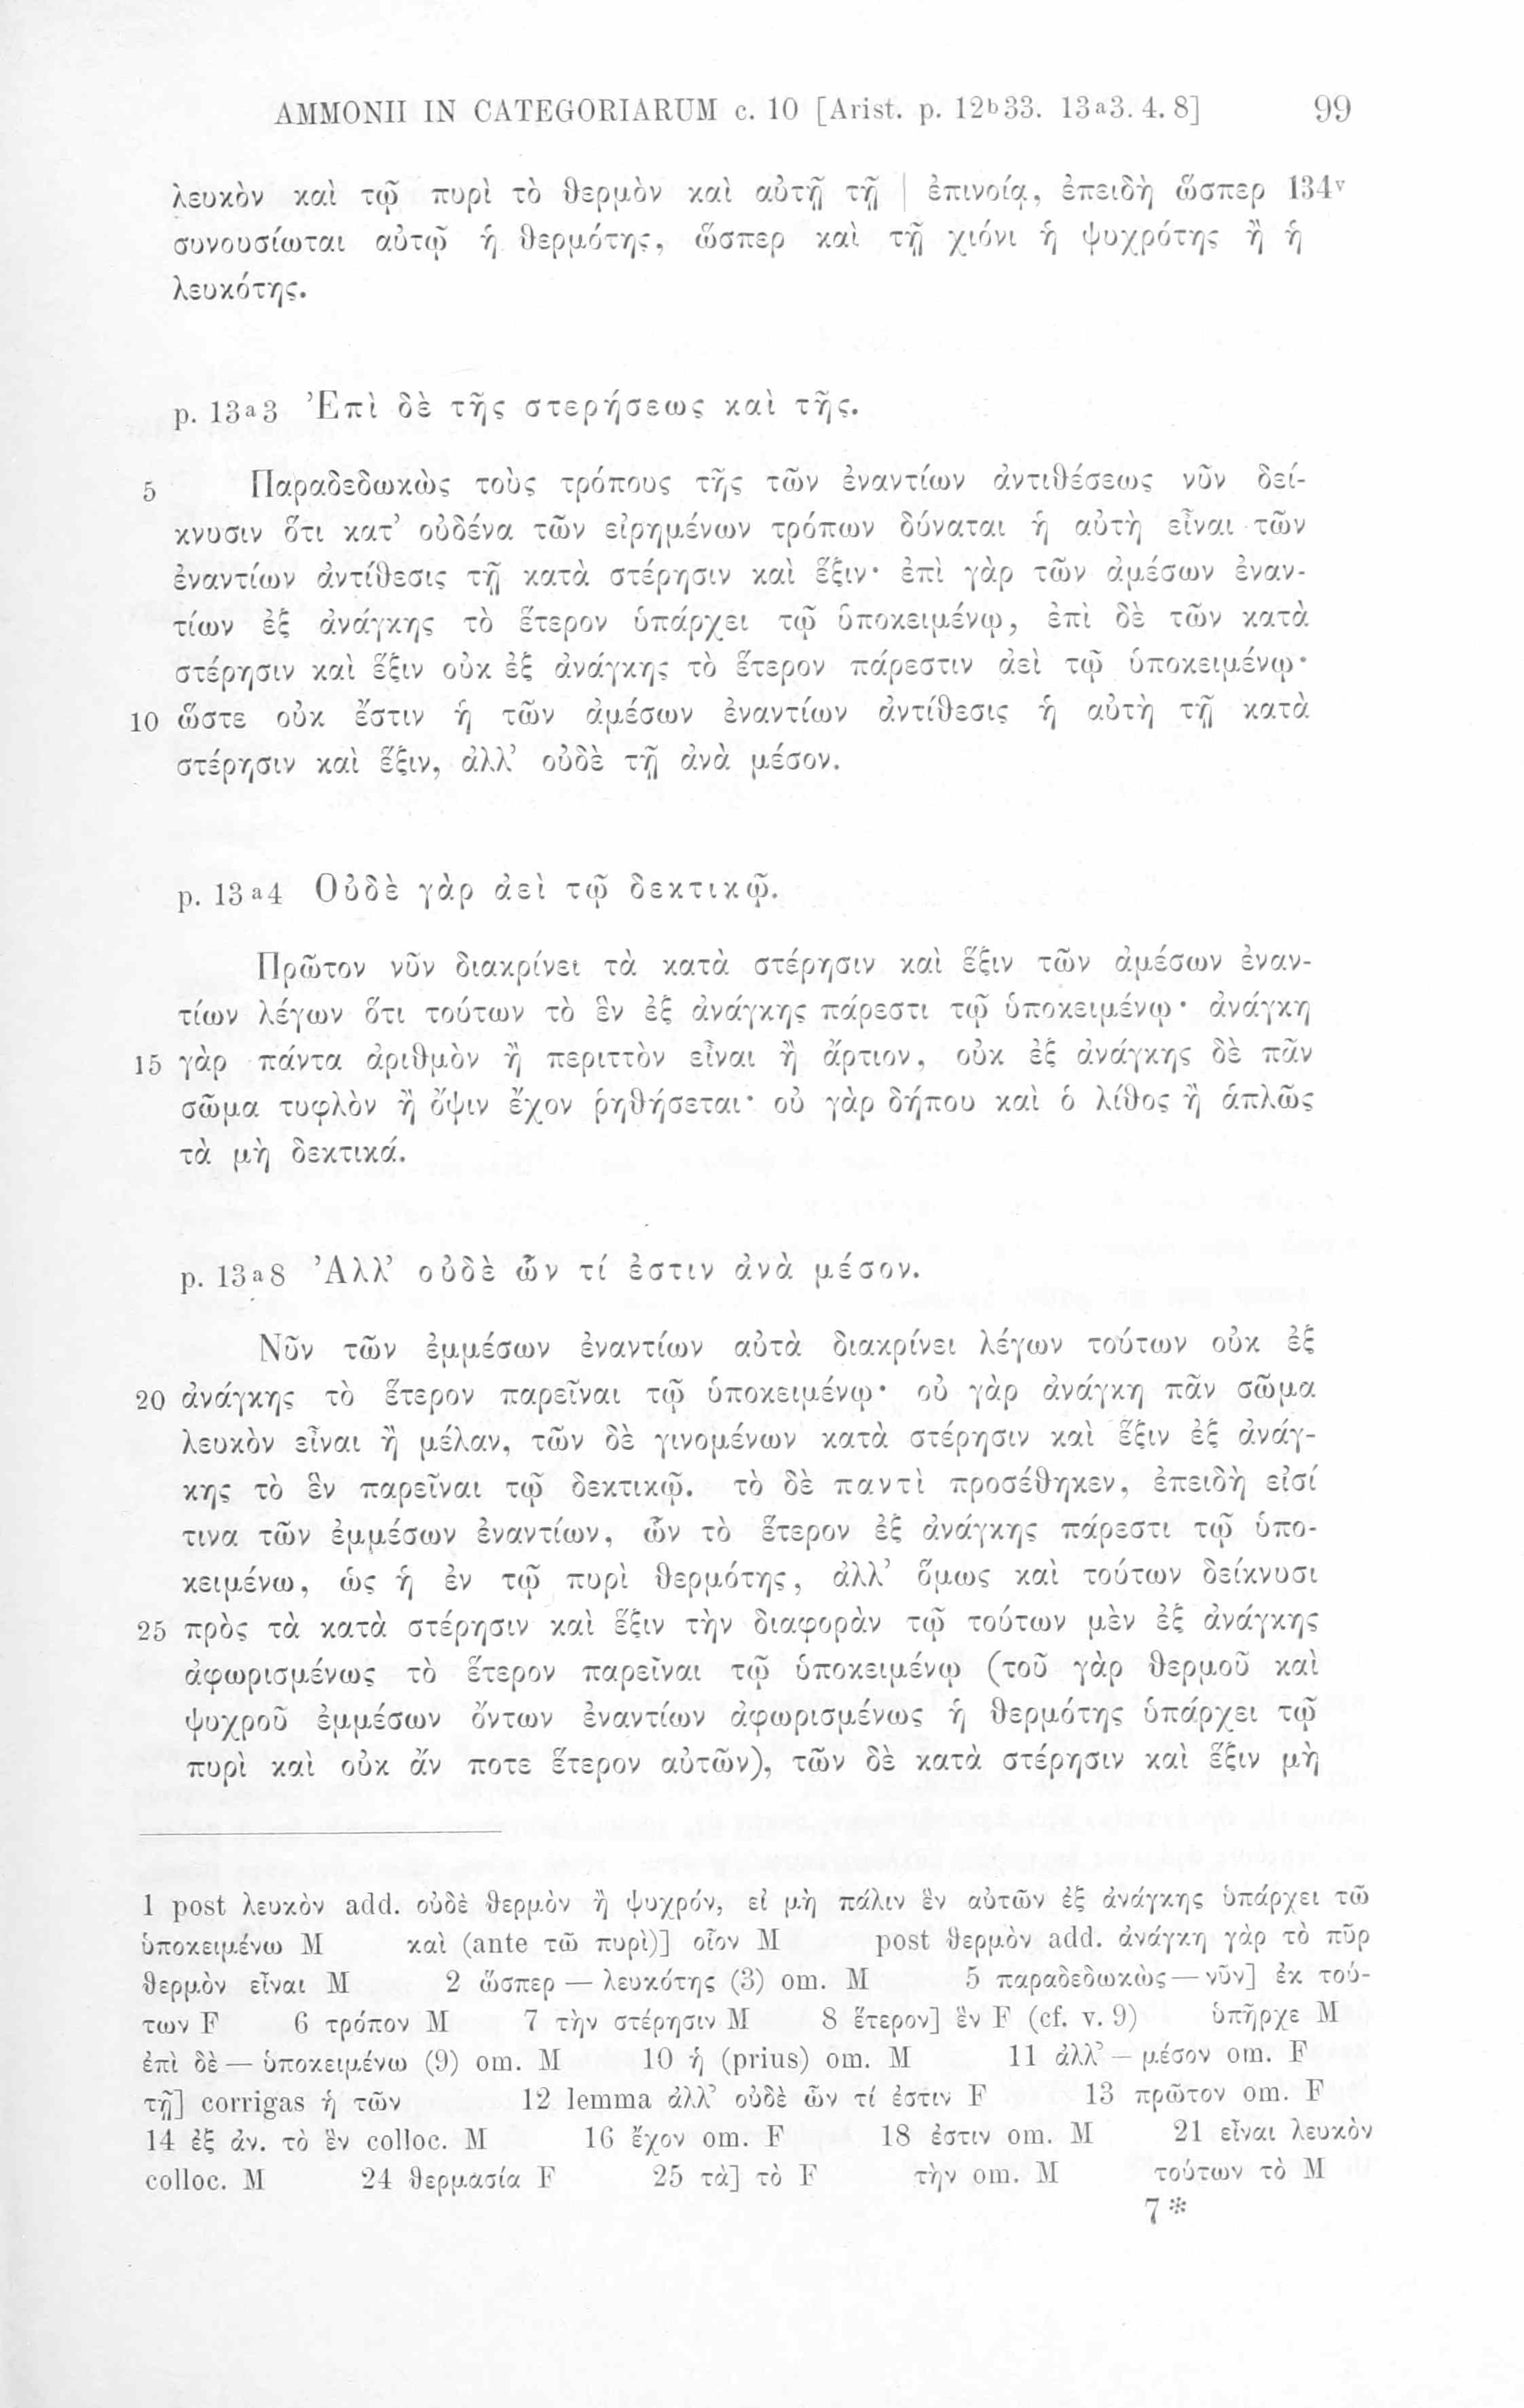 AMMONII IN CATEGORIARUM c. 10 [Arist. p. 12b33. 13a3. 4. 8] 99
λευκὸν καὶ τῷ πυρὶ τὸ θερμὸν καὶ αὐτῇ τῇ | ἐπινοίᾳ, ἐπειδὴ ὥσπερ 134v
συνουσίωται αὐτῷ ἡ θερμότης, ὥσπερ καὶ τῇ χιόνι ἡ ψυχρότης ἢ ἡ
λευκότης.
p. 13a3 Ἐπὶ δὲ τῆς στερήσεως καὶ τῆς.
5 Παραδεδωκὼς τοὺς τρόπους τῆς τῶν ἐναντίων ἀντιθέσεως νῦν δεί-
κνυσιν ὅτι κατ’ οὐδένα τῶν εἰρημένων τρόπων δύναται ἡ αὐτὴ εἶναι τῶν
ἐναντίων ἀντίθεσις τῇ κατὰ στέρησιν καὶ ἕξιν· ἐπὶ γὰρ τῶν ἀμέσων ἐναν-
τίων ἐξ ἀνάγκης τὸ ἕτερον ὑπάρχει τῷ ὑποκειμένῳ, ἐπὶ δὲ τῶν κατὰ
στέρησιν καὶ ἕξιν οὐκ ἐξ ἀνάγκης τὸ ἕτερον πάρεστιν ἀεὶ τῷ ὑποκειμένῳ·
10 ὥστε οὐκ ἔστιν ἡ τῶν ἀμέσων ἐναντίων ἀντίθεσις ἡ αὐτὴ τῇ κατὰ
στέρησιν καὶ ἕξιν, ἀλλ’ οὐδὲ τῇ ἀνὰ μέσον.
p. 13a4 Οὐδὲ γὰρ ἀεὶ τῷ δεκτικῷ.
Πρῶτον νῦν διακρίνει τὰ κατὰ στέρησιν καὶ ἕξιν τῶν ἀμέσων ἐναν-
τίων λέγων ὅτι τούτων τὸ ἓν ἐξ ἀνάγκης πάρεστι τῷ ὑποκειμένῳ· ἀνάγκη
15 γὰρ πάντα ἀριθμὸν ἢ περιττὸν εἶναι ἢ ἄρτιον, οὐκ ἐξ ἀνάγκης δὲ πᾶν
σῶμα τυφλὸν ἢ ὄψιν ἔχον ῥηθήσεται· οὐ γὰρ δήπου καὶ ὁ λίθος ἢ ἁπλῶς
τὰ μὴ δεκτικά.
p. 13a8 Ἀλλ’ οὐδὲ ὧν τί ἐστιν ἀνὰ μέσον.
Νῦν τῶν ἐμμέσων ἐναντίων αὐτὰ διακρίνει λέγων τούτων οὐκ ἐξ
20 ἀνάγκης τὸ ἕτερον παρεῖναι τῷ ὑποκειμένῳ· οὐ γὰρ ἀνάγκη πᾶν σῶμα
λευκὸν εἶναι ἢ μέλαν, τῶν δὲ γινομένων κατὰ στέρησιν καὶ ἕξιν ἐξ ἀνάγ-
κης τὸ ἓν παρεῖναι τῷ δεκτικῷ. τὸ δὲ παντὶ προσέθηκεν, ἐπειδὴ εἰσί
τινα τῶν ἐμμέσων ἐναντίων, ὧν τὸ ἕτερον ἐξ ἀνάγκης πάρεστι τῷ ὑπο-
κειμένω, ὡς ἡ ἐν τῷ πυρὶ θερμότης, ἀλλ’ ὅμως καὶ τούτων δείκνυσι
25 πρὸς τὰ κατὰ στέρησιν καὶ ἕξιν τὴν διαφορὰν τῷ τούτων μὲν ἐξ ἀνάγκης
ἀφωρισμένως τὸ ἕτερον παρεῖναι τῷ ὑποκειμένῳ (τοῦ γὰρ θερμοῦ καὶ
ψυχροῦ ἐμμέσων ὄντων ἐναντίων ἀφωρισμένως ἡ θερμότης ὑπάρχει τῷ
πυρὶ καὶ οὐκ ἄν ποτε ἕτερον αὐτῶν), τῶν δὲ κατὰ στέρησιν καὶ ἕξιν μὴ
1 post λευκὸν add. οὐδὲ θερμὸν ἢ ψυχρόν, εἰ μὴ πάλιν ἓν αὐτῶν ἐξ ἀνάγκης ὑπάρχει τῶ
ὑποκειμένω M καὶ (ante τῶ πυρὶ)] οἷον M post θερμὸν add. ἀνάγκη γὰρ τὸ πῦρ
θερμὸν εἶναι M 2 ὥσπερ — λευκότης (3) om. M 5 παραδεδωκὼς — νῦν] ἐκ τού-
των F 6 τρόπον M 7 τὴν στέρησιν M 8 ἕτερον] ἓν F (cf. v. 9) ὑπῆρχε M
ἐπὶ δὲ — ὑποκειμένω (9) om. M 10 ἡ (prius) om. M 11 ἀλλ’ — μέσον om. F
τῇ] corrigas ἡ τῶν 12 lemma ἀλλ’ οὐδὲ ὧν τί ἐστιν F 13 πρῶτον om. F
14 ἐξ ἀν. τὸ ἓν colloc. M 16 ἔχον om. F 18 ἐστιν om. M 21 εἶναι λευκὸν
colloc. M 24 θερμασία F 25 τὰ] τὸ F τὴν om. M τούτων τὸ M
7*